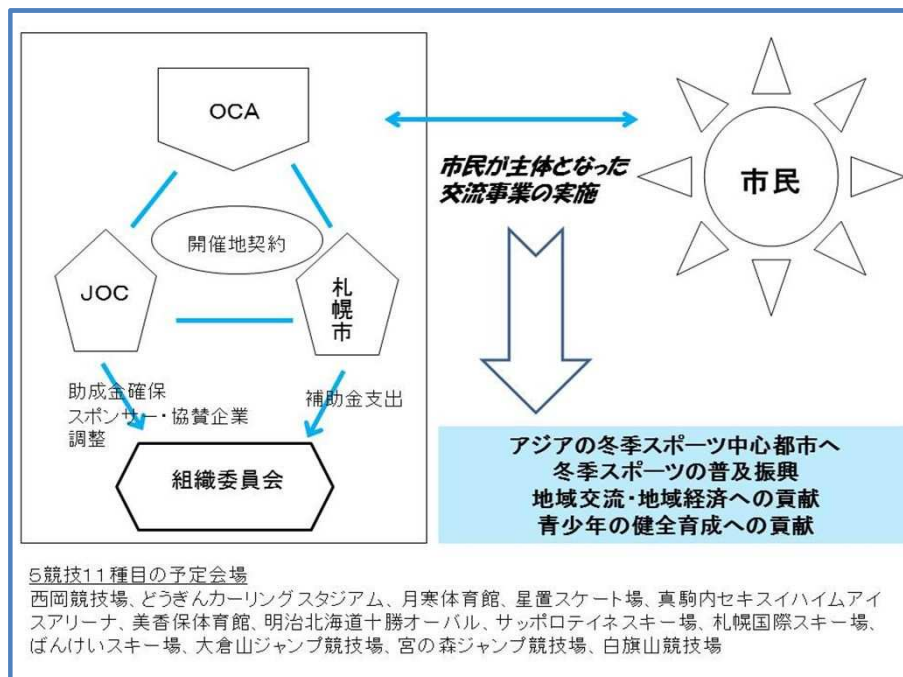 OCA
市民
市民が主体となった
交流事業の実施
開催地契約
JOC
札幌市
助成金確保
スポンサー・協賛企業
調整
補助金支出
組織委員会
アジアの冬季スポーツ中心都市へ
冬季スポーツの普及振興
地域交流・地域経済への貢献
青少年の健全育成への貢献
5競技11種目の予定会場
西岡競技場、どうぎんカーリングスタジアム、月寒体育館、星置スケート場、真駒内セキスイハイムアイ
スアリーナ、美香保体育館、明治北海道十勝オーバル、サッポロテイネスキー場、札幌国際スキー場、
ばんけいスキー場、大倉山ジャンプ競技場、宮の森ジャンプ競技場、白旗山競技場